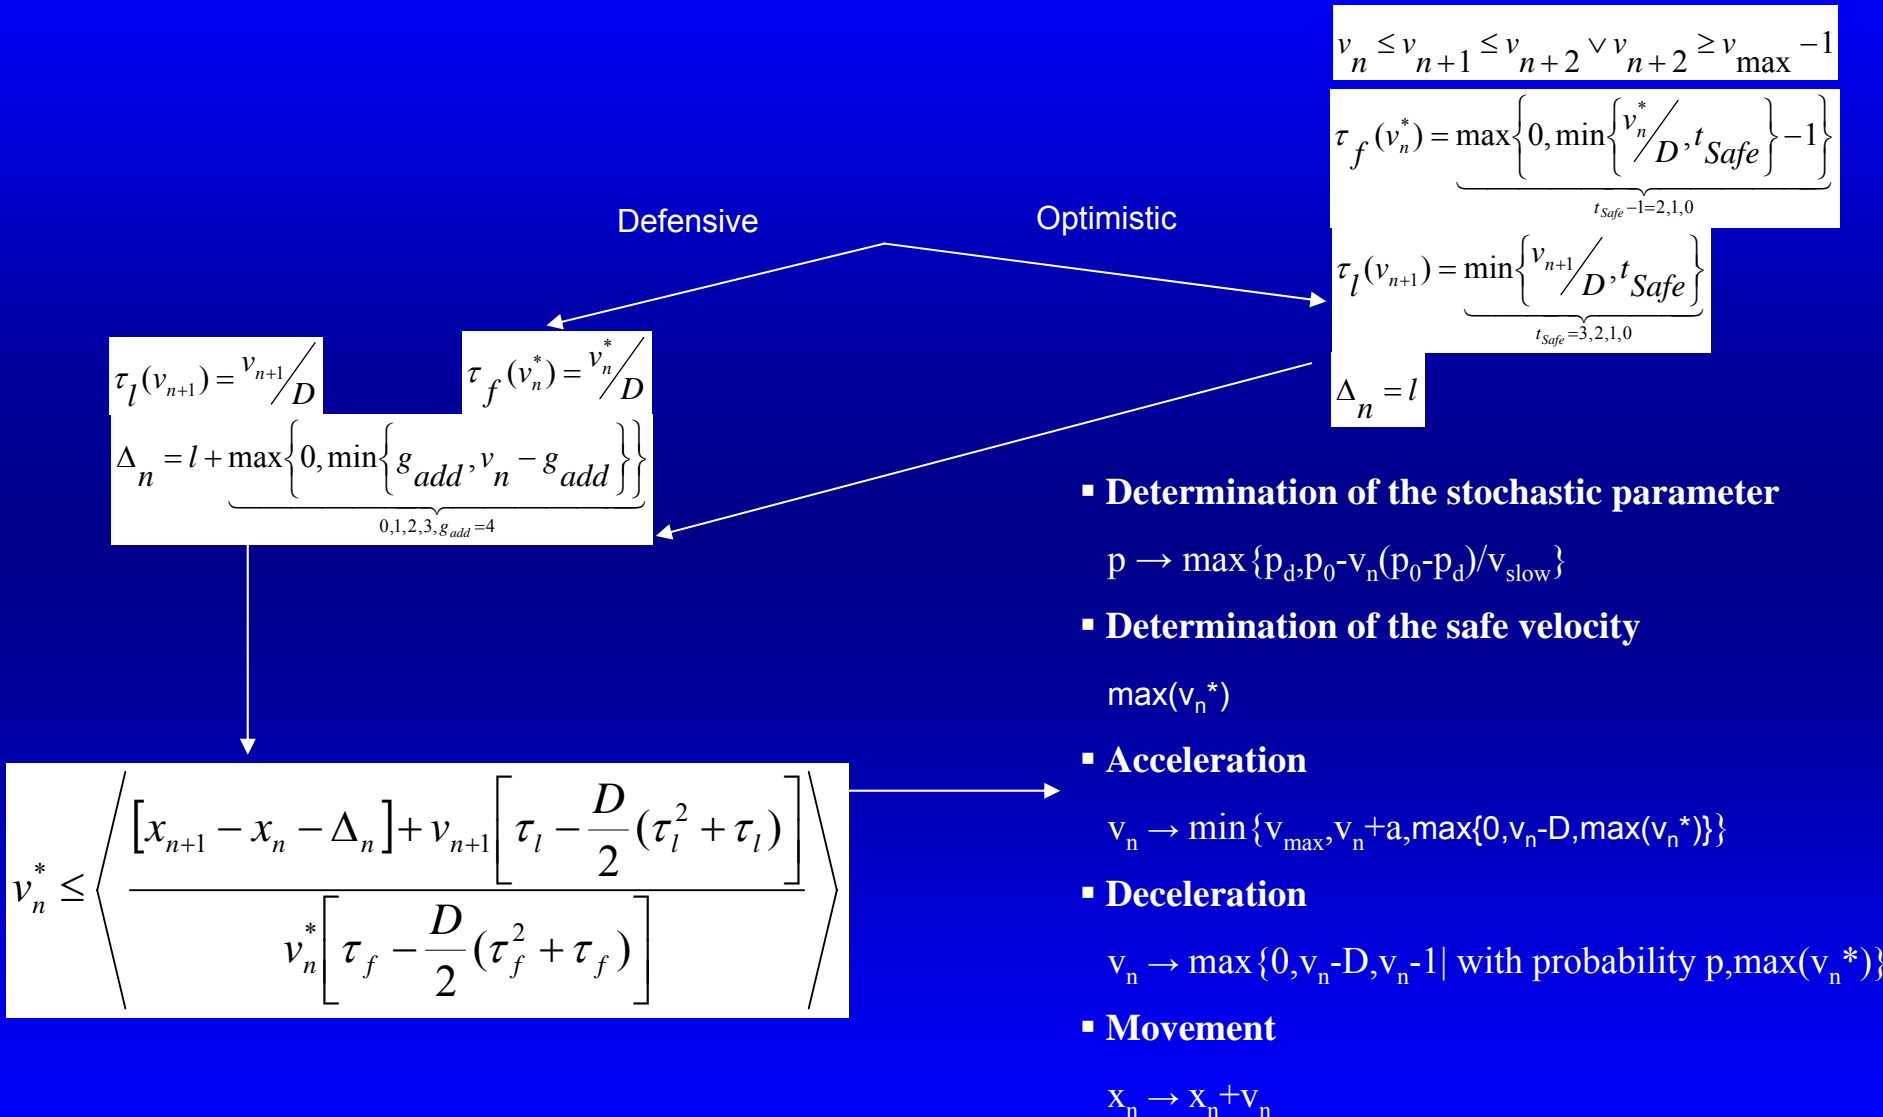 v_n ≤ v_{n+1} ≤ v_{n+2} ∨ v_{n+2} ≥ v_max − 1
τ_f(v_n^*) = max{0, min{v_n^*/D, t_Safe} − 1}
t_Safe−1=2,1,0
Defensive
Optimistic
τ_l(v_{n+1}) = min{v_{n+1}/D, t_Safe}
t_Safe=3,2,1,0
Δ_n = l
τ_l(v_{n+1}) = v_{n+1}/D
τ_f(v_n^*) = v_n^*/D
Δ_n = l + max{0, min{g_add, v_n − g_add}}
0,1,2,3,g_add=4
v_n^* ≤ ⟨ ([x_{n+1} − x_n − Δ_n] + v_{n+1}[τ_l − D/2 (τ_l^2 + τ_l)]) / (v_n^*[τ_f − D/2 (τ_f^2 + τ_f)]) ⟩
▪ Determination of the stochastic parameter
p → max{p_d,p_0-v_n(p_0-p_d)/v_slow}
▪ Determination of the safe velocity
max(v_n*)
▪ Acceleration
v_n → min{v_max,v_n+a,max{0,v_n-D,max(v_n*)}}
▪ Deceleration
v_n → max{0,v_n-D,v_n-1| with probability p,max(v_n*)}
▪ Movement
x_n → x_n+v_n